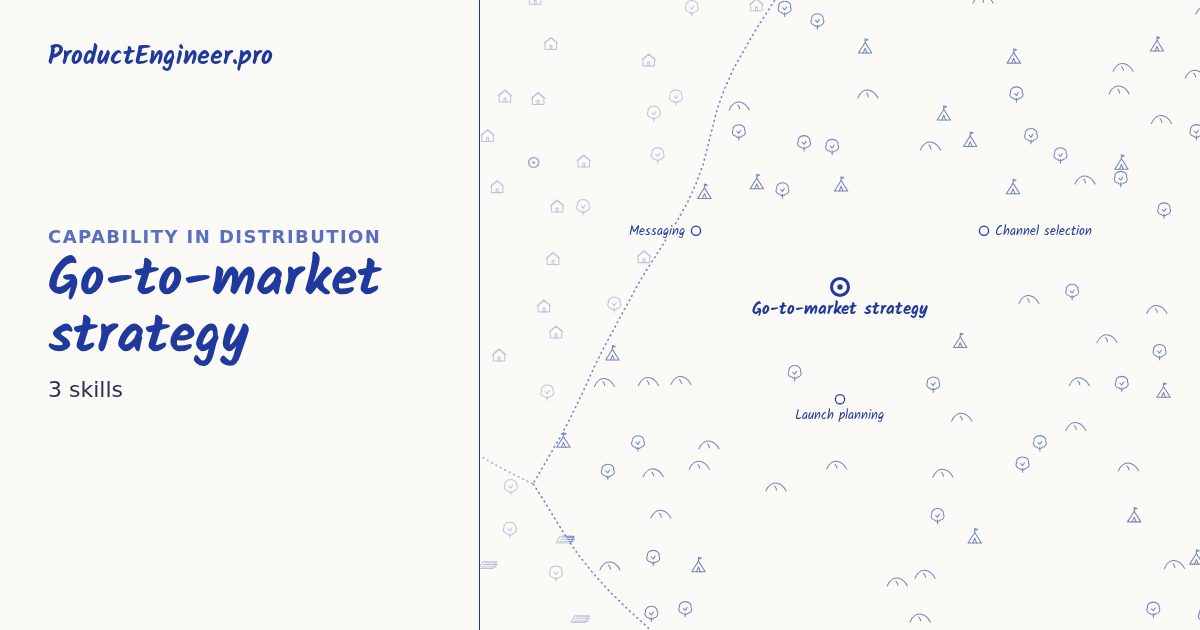 ProductEngineer.pro
CAPABILITY IN DISTRIBUTION
Go-to-market
strategy
3 skills
Messaging
Channel selection
Go-to-market strategy
Launch planning